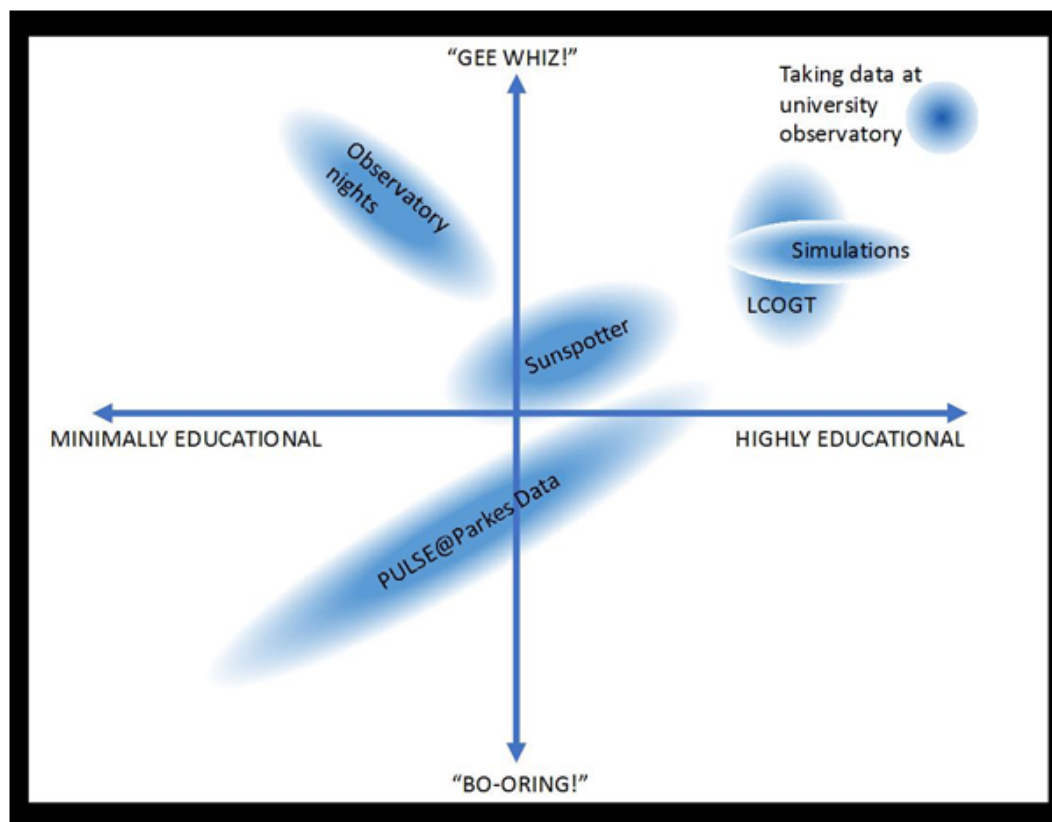 “GEE WHIZ!”
Taking data at
university
observatory
Observatory
nights
Simulations
LCOGT
Sunspotter
MINIMALLY EDUCATIONAL
HIGHLY EDUCATIONAL
PULSE@Parkes Data
“BO-ORING!”